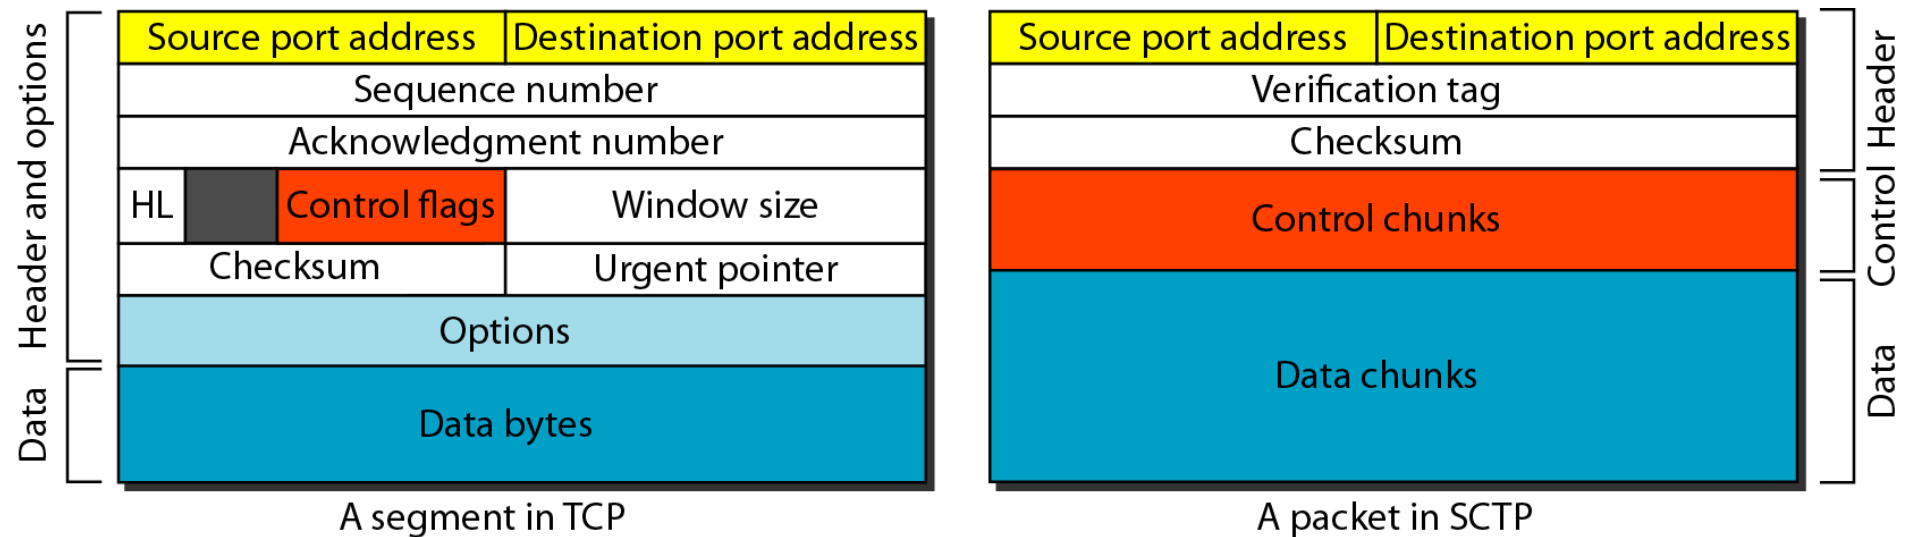 Header and options
Data
Source port address
Destination port address
Sequence number
Acknowledgment number
HL
Control flags
Window size
Checksum
Urgent pointer
Options
Data bytes
A segment in TCP
Source port address
Destination port address
Verification tag
Checksum
Control chunks
Data chunks
A packet in SCTP
Header
Control
Data